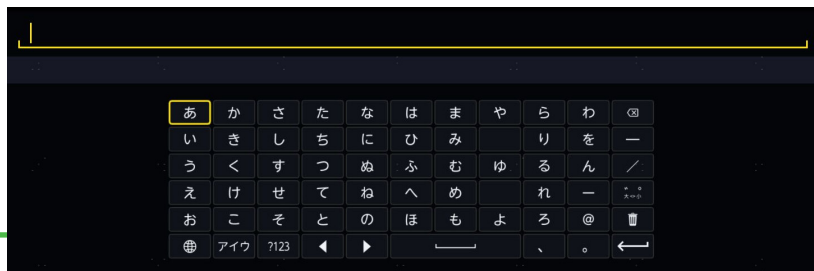 あ か さ た な は ま や ら わ
い き し ち に ひ み り を ー
う く す つ ぬ ふ む ゆ る ん ／
え け せ て ね へ め れ ー ゛゜大⇔小
お こ そ と の ほ も よ ろ @
アイウ ?123 、 。